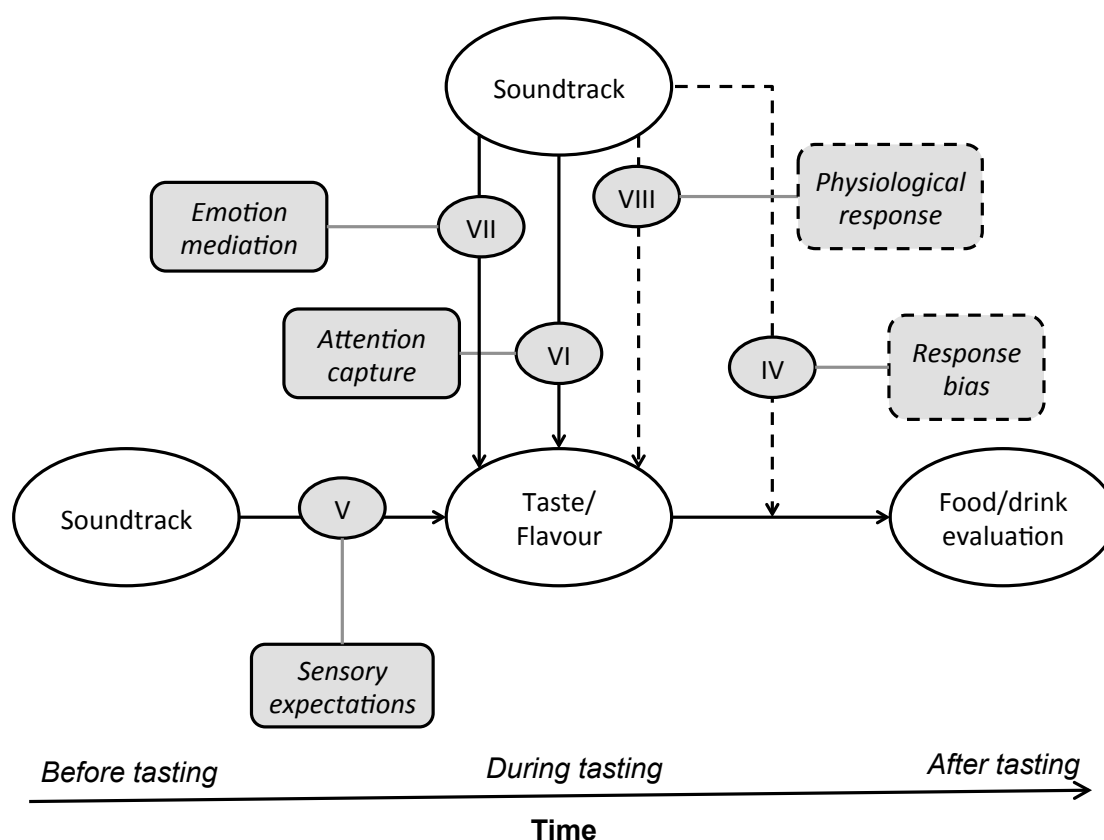 Soundtrack
Emotion
mediation
VII
VIII
Physiological
response
Attention
capture
VI
IV
Response
bias
Soundtrack
V
Taste/
Flavour
Food/drink
evaluation
Sensory
expectations
Before tasting
During tasting
After tasting
Time